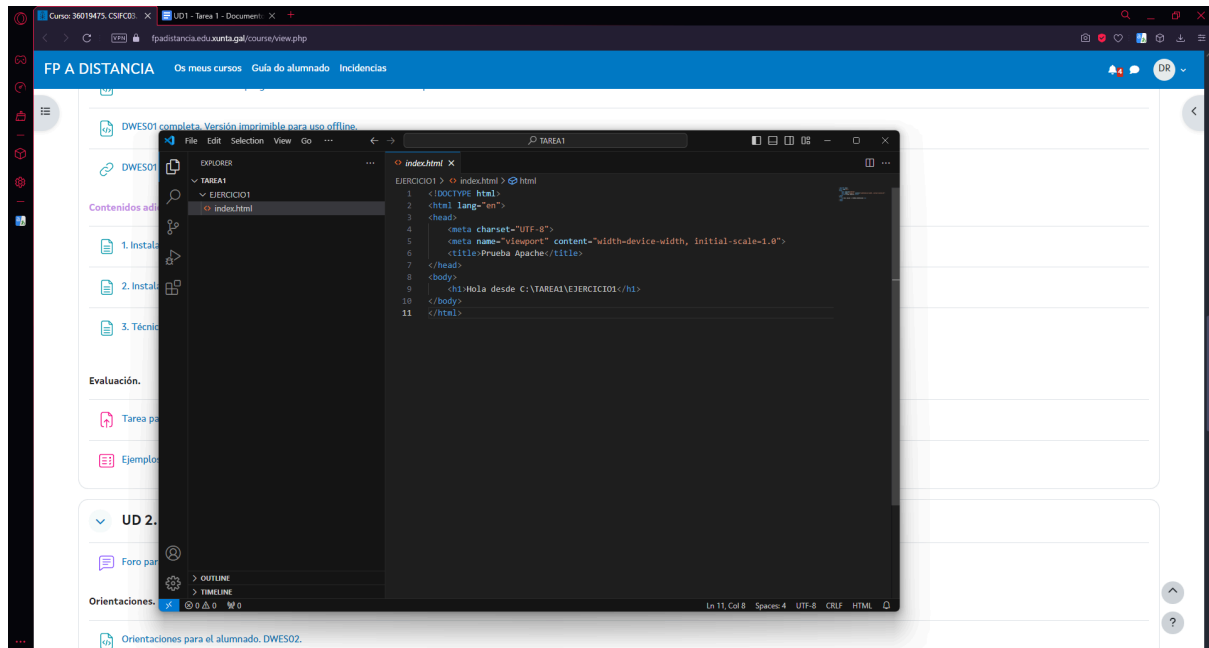 Curso: 36019475. CSIFC03.
UD1 - Tarea 1 - Document
VPN
fpadistancia.edu.xunta.gal/course/view.php
FP A DISTANCIA Os meus cursos Guía do alumnado Incidencias
4
DR
DWES01 completa. Versión imprimible para uso offline.
DWES01
Contenidos adi
1. Instala
2. Instal
3. Técnic
Evaluación.
Tarea pa
Ejemplos
UD 2.
Foro par
Orientaciones.
Orientaciones para el alumnado. DWES02.
?
File Edit Selection View Go ···
TAREA1
EXPLORER
TAREA1
EJERCICIO1
index.html
OUTLINE
TIMELINE
index.html
EJERCICIO1 > index.html > html
1 <!DOCTYPE html>
2 <html lang="en">
3 <head>
4 <meta charset="UTF-8">
5 <meta name="viewport" content="width=device-width, initial-scale=1.0">
6 <title>Prueba Apache</title>
7 </head>
8 <body>
9 <h1>Hola desde C:\TAREA1\EJERCICIO1</h1>
10 </body>
11 </html>
0 0 0
Ln 11, Col 8 Spaces: 4 UTF-8 CRLF HTML